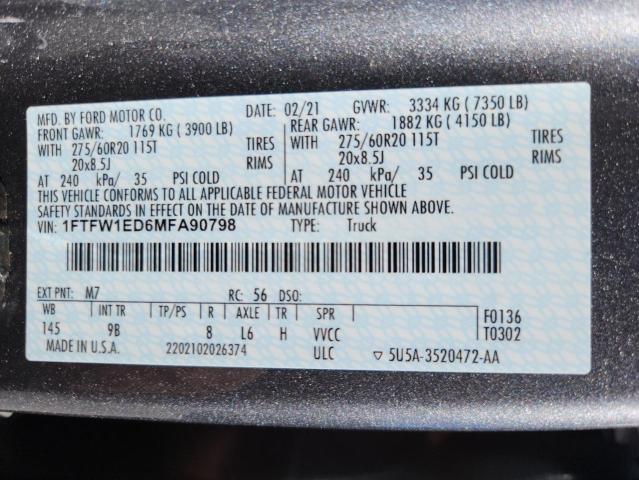 MFD. BY FORD MOTOR CO. DATE: 02/21 GVWR: 3334 KG ( 7350 LB)
FRONT GAWR: 1769 KG ( 3900 LB) REAR GAWR: 1882 KG ( 4150 LB)
WITH 275/60R20 115T TIRES WITH 275/60R20 115T TIRES
20x8.5J RIMS 20x8.5J RIMS
AT 240 kPa/ 35 PSI COLD AT 240 kPa/ 35 PSI COLD
THIS VEHICLE CONFORMS TO ALL APPLICABLE FEDERAL MOTOR VEHICLE
SAFETY STANDARDS IN EFFECT ON THE DATE OF MANUFACTURE SHOWN ABOVE.
VIN: 1FTFW1ED6MFA90798 TYPE: Truck
EXT PNT: M7 RC: 56 DSO:
WB INT TR TP/PS R AXLE TR SPR F0136
145 9B 8 L6 H VVCC T0302
MADE IN U.S.A. 2202102026374 ULC ▽ 5U5A-3520472-AA